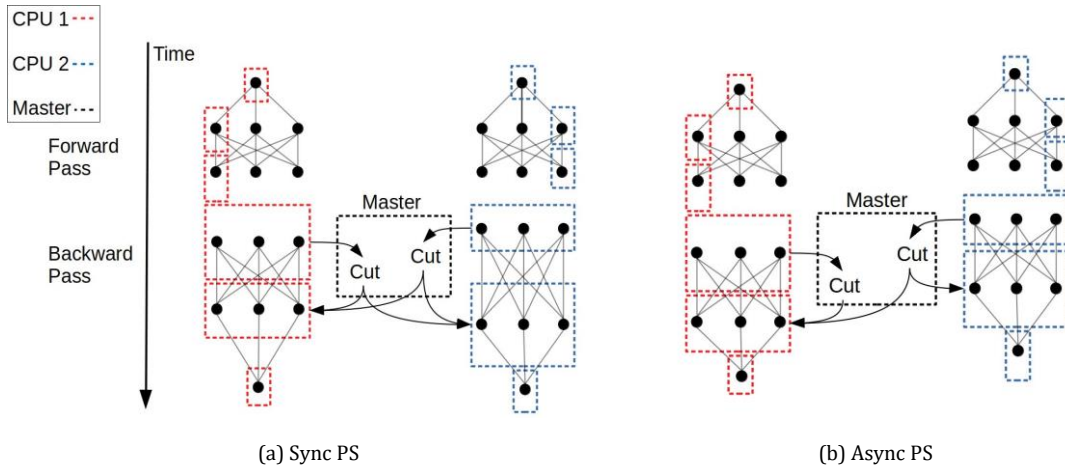 CPU 1
CPU 2
Master
Time
Forward
Pass
Backward
Pass
Master
Cut
Cut
(a) Sync PS
Master
Cut
Cut
(b) Async PS